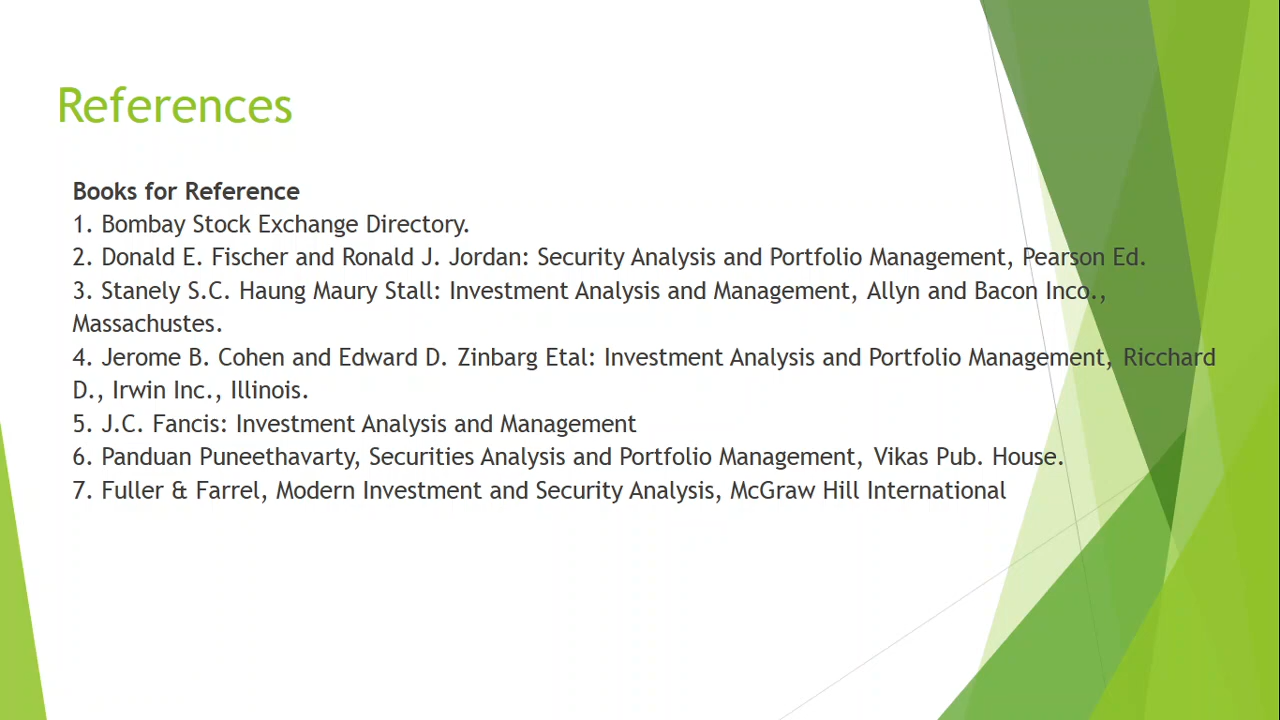 References
Books for Reference
1. Bombay Stock Exchange Directory.
2. Donald E. Fischer and Ronald J. Jordan: Security Analysis and Portfolio Management, Pearson Ed.
3. Stanely S.C. Haung Maury Stall: Investment Analysis and Management, Allyn and Bacon Inco.,
Massachustes.
4. Jerome B. Cohen and Edward D. Zinbarg Etal: Investment Analysis and Portfolio Management, Ricchard
D., Irwin Inc., Illinois.
5. J.C. Fancis: Investment Analysis and Management
6. Panduan Puneethavarty, Securities Analysis and Portfolio Management, Vikas Pub. House.
7. Fuller & Farrel, Modern Investment and Security Analysis, McGraw Hill International